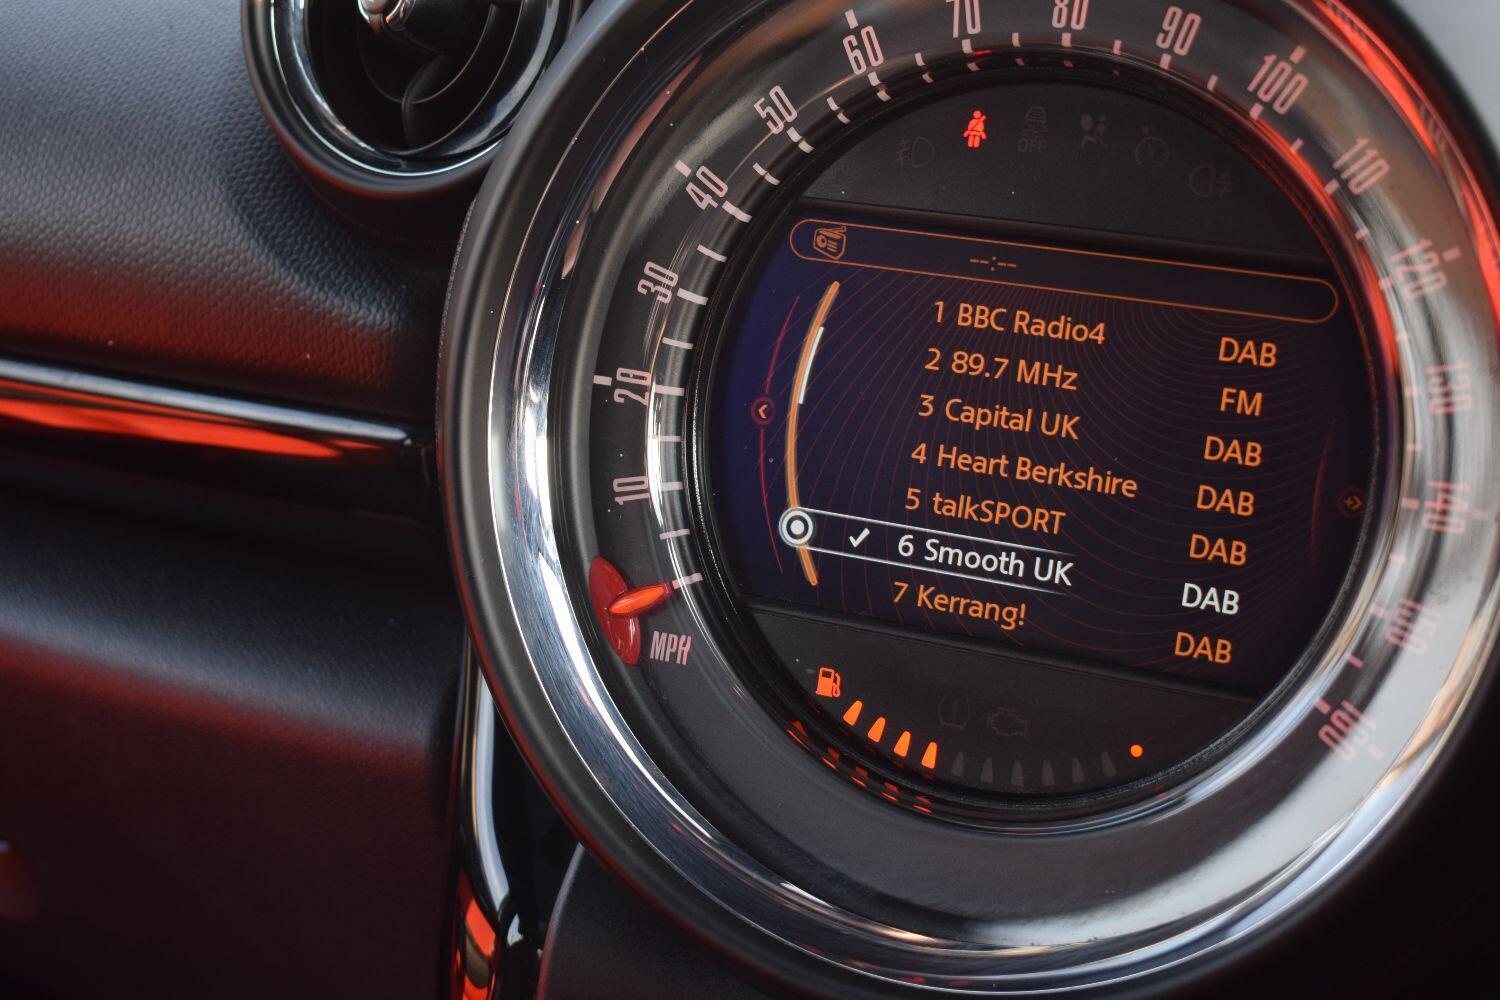 10
20
30
40
50
60
70
80
90
100
110
120
130
140
150
160
MPH
OFF
--:--
1 BBC Radio4 DAB
2 89.7 MHz FM
3 Capital UK DAB
4 Heart Berkshire DAB
5 talkSPORT DAB
6 Smooth UK DAB
7 Kerrang! DAB